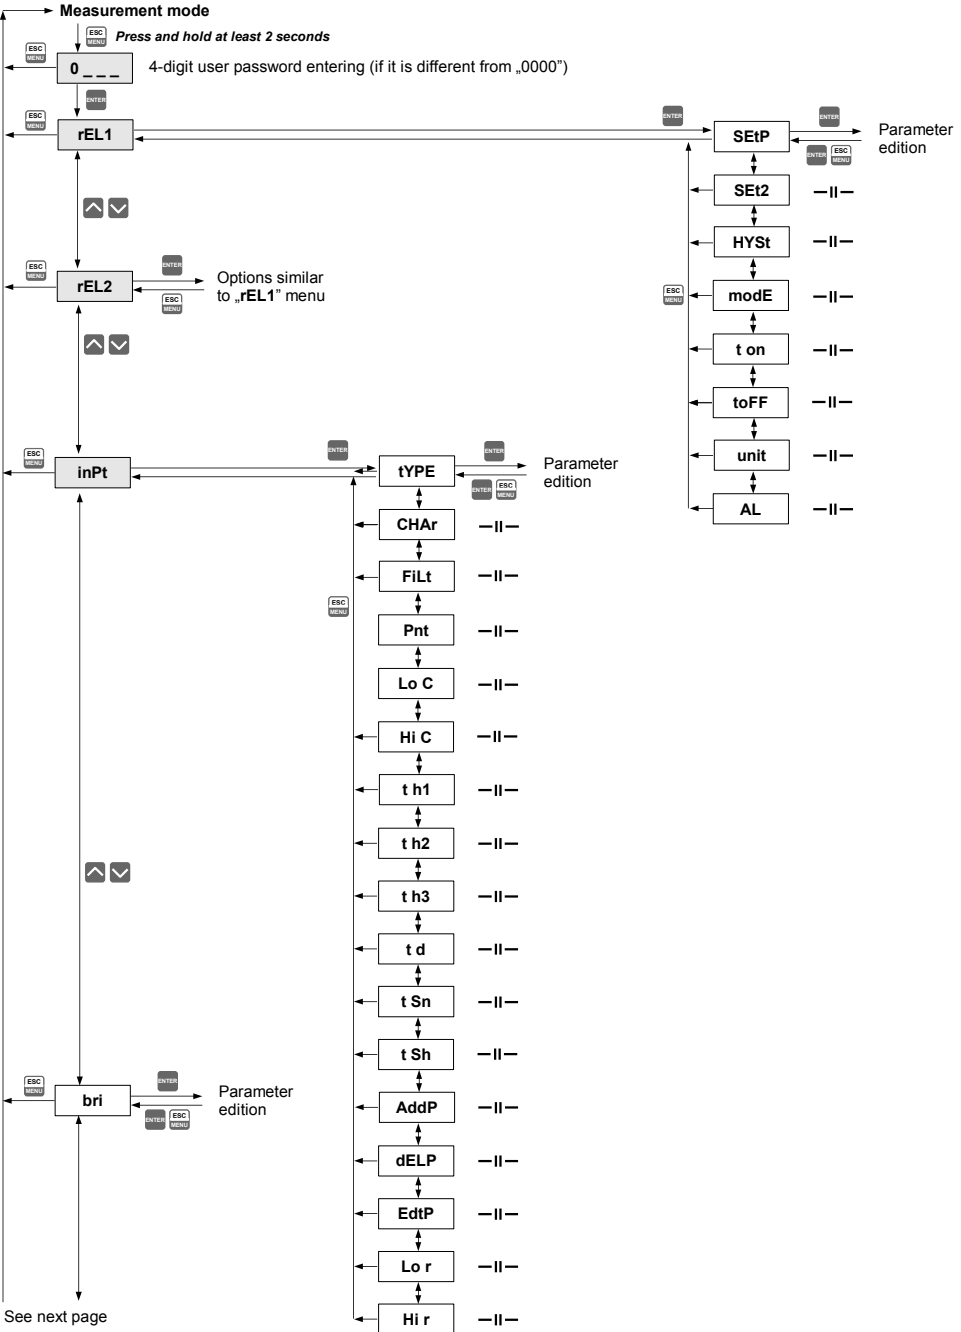 Measurement mode
ESC
MENU
Press and hold at least 2 seconds
ESC
MENU
0 _ _ _
4-digit user password entering (if it is different from „0000”)
ENTER
ESC
MENU
rEL1
ENTER
SEtP
ENTER
ENTER
ESC
MENU
Parameter
edition
SEt2
—II—
HYSt
—II—
ESC
MENU
modE
—II—
t on
—II—
toFF
—II—
unit
—II—
AL
—II—
ESC
MENU
rEL2
ENTER
ESC
MENU
Options similar
to „rEL1” menu
ESC
MENU
inPt
ENTER
tYPE
ENTER
ENTER
ESC
MENU
Parameter
edition
CHAr
—II—
FiLt
—II—
ESC
MENU
Pnt
—II—
Lo C
—II—
Hi C
—II—
t h1
—II—
t h2
—II—
t h3
—II—
t d
—II—
t Sn
—II—
t Sh
—II—
AddP
—II—
dELP
—II—
EdtP
—II—
Lo r
—II—
Hi r
—II—
ESC
MENU
bri
ENTER
ENTER
ESC
MENU
Parameter
edition
See next page